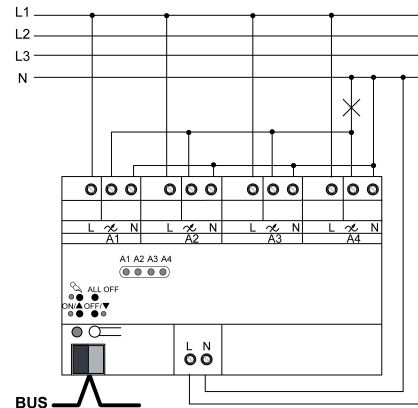 L1
L2
L3
N
L N L N L N L N
A1 A2 A3 A4
A1 A2 A3 A4
ALL OFF
ON/▲ OFF/▼
L N
BUS